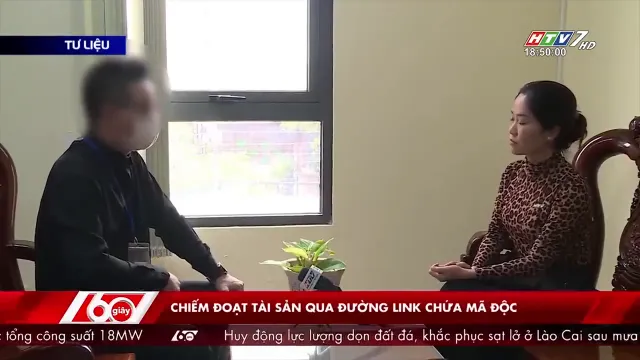 TƯ LIỆU
HTV7 HD
18:50:00
60 giây
CHIẾM ĐOẠT TÀI SẢN QUA ĐƯỜNG LINK CHỨA MÃ ĐỘC
c tổng công suất 18MW 60 giây Huy động lực lượng dọn đất đá, khắc phục sạt lở ở Lào Cai sau mưa